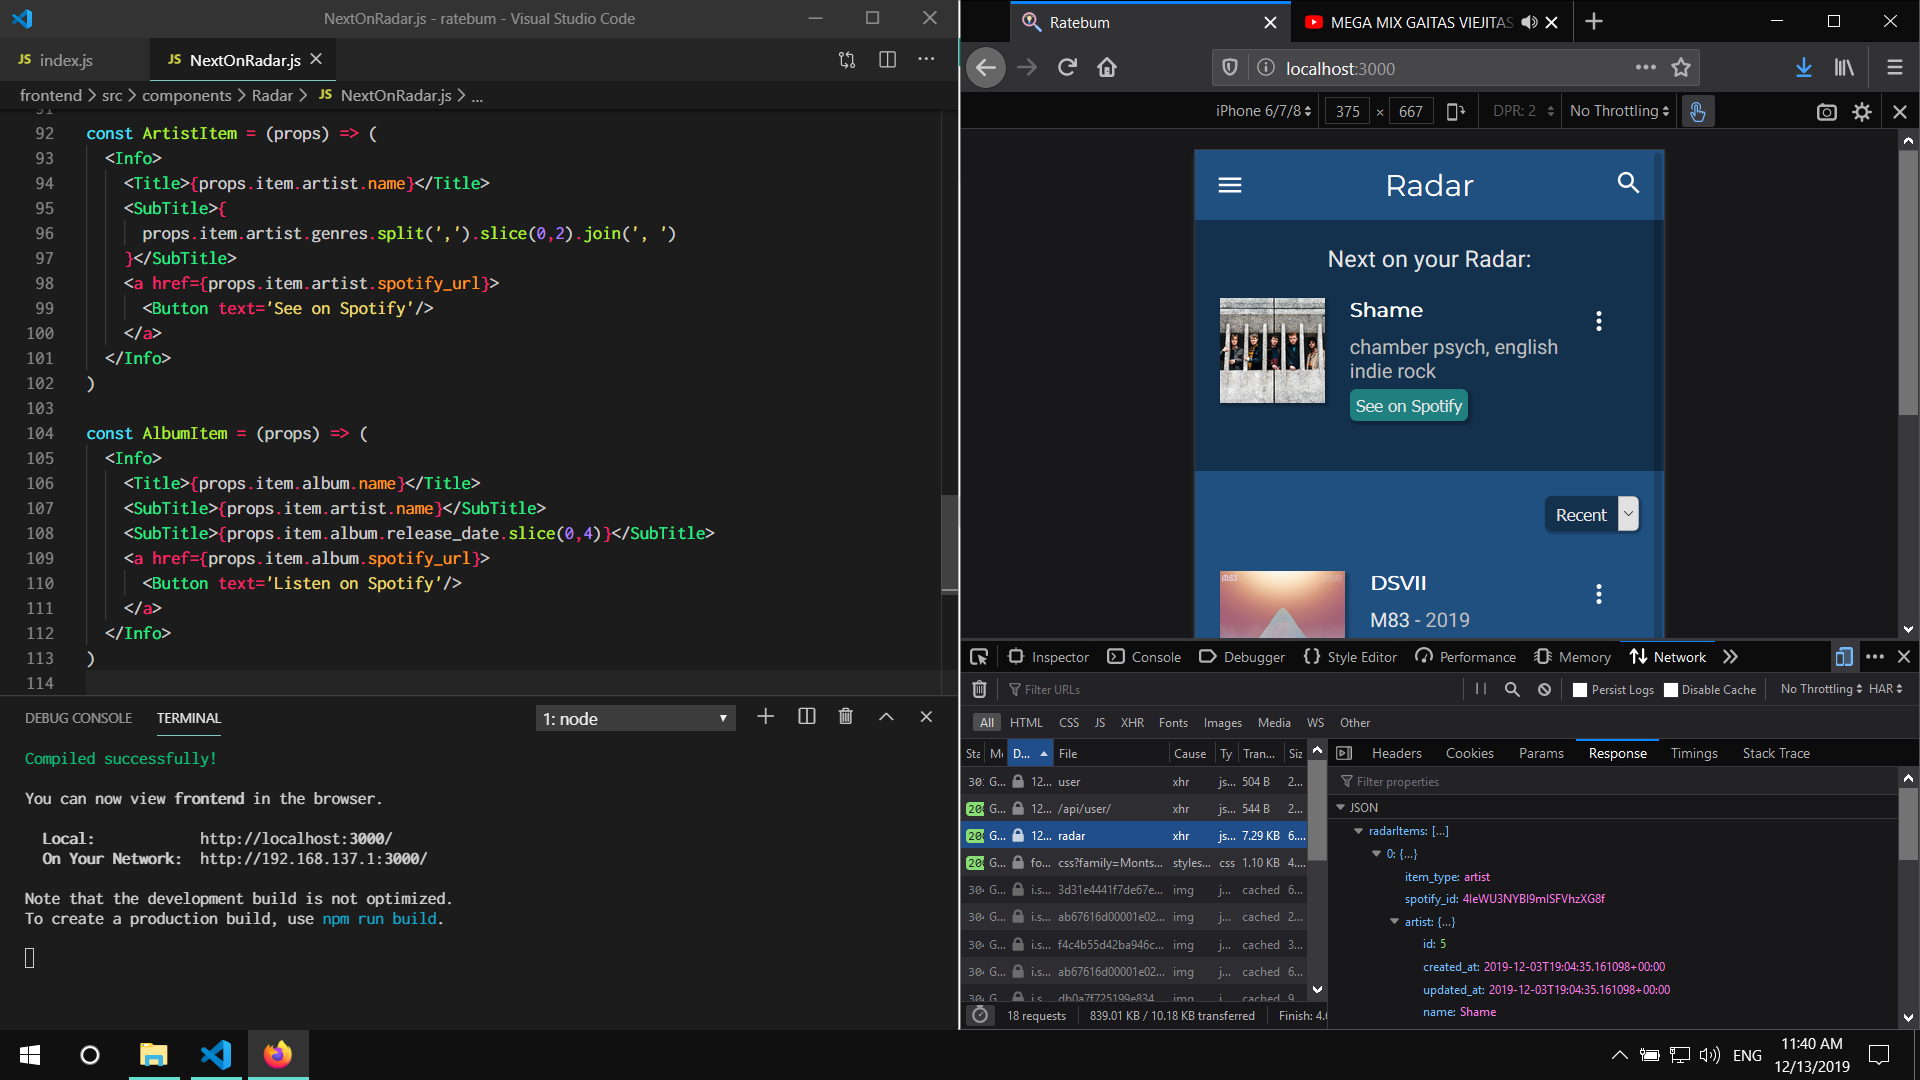 NextOnRadar.js - ratebum - Visual Studio Code
JS index.js
JS NextOnRadar.js
frontend > src > components > Radar > JS NextOnRadar.js > ...
91
92 const ArtistItem = (props) => (
93 <Info>
94 <Title>{props.item.artist.name}</Title>
95 <SubTitle>{
96 props.item.artist.genres.split(',').slice(0,2).join(', ')
97 }</SubTitle>
98 <a href={props.item.artist.spotify_url}>
99 <Button text='See on Spotify'/>
100 </a>
101 </Info>
102 )
103
104 const AlbumItem = (props) => (
105 <Info>
106 <Title>{props.item.album.name}</Title>
107 <SubTitle>{props.item.artist.name}</SubTitle>
108 <SubTitle>{props.item.album.release_date.slice(0,4)}</SubTitle>
109 <a href={props.item.album.spotify_url}>
110 <Button text='Listen on Spotify'/>
111 </a>
112 </Info>
113 )
114
DEBUG CONSOLE TERMINAL 1: node
Compiled successfully!
You can now view frontend in the browser.
Local: http://localhost:3000/
On Your Network: http://192.168.137.1:3000/
Note that the development build is not optimized.
To create a production build, use npm run build.
Ratebum
MEGA MIX GAITAS VIEJITAS
localhost:3000
iPhone 6/7/8 375 × 667 DPR: 2 No Throttling
Radar
Next on your Radar:
Shame
chamber psych, english
indie rock
See on Spotify
Recent
M83
DSVII
M83 - 2019
Inspector Console Debugger Style Editor Performance Memory Network
Filter URLs Persist Logs Disable Cache No Throttling HAR
All HTML CSS JS XHR Fonts Images Media WS Other
Sta Me D... File Cause Ty Tran... Siz
G... 12... user xhr js... 504 B 2...
G... 12... /api/user/ xhr js... 544 B 2...
G... 12... radar xhr js... 7.29 KB 6....
G... fo... css?family=Monts... styles... css 1.10 KB 4....
G... i.s... 3d31e4441f7de67e... img j... cached 6...
G... i.s... ab67616d00001e02... img j... cached 2...
G... i.s... f4c4b55d42ba946c... img j... cached 3...
G... i.s... ab67616d00001e02... img j... cached 6...
18 requests 839.01 KB / 10.18 KB transferred Finish: 4.
Headers Cookies Params Response Timings Stack Trace
Filter properties
JSON
radarItems: [...]
0: {...}
item_type: artist
artist: {...}
id: 5
created_at: 2019-12-03T19:04:35.161098+00:00
updated_at: 2019-12-03T19:04:35.161098+00:00
name: Shame
ENG
11:40 AM
12/13/2019